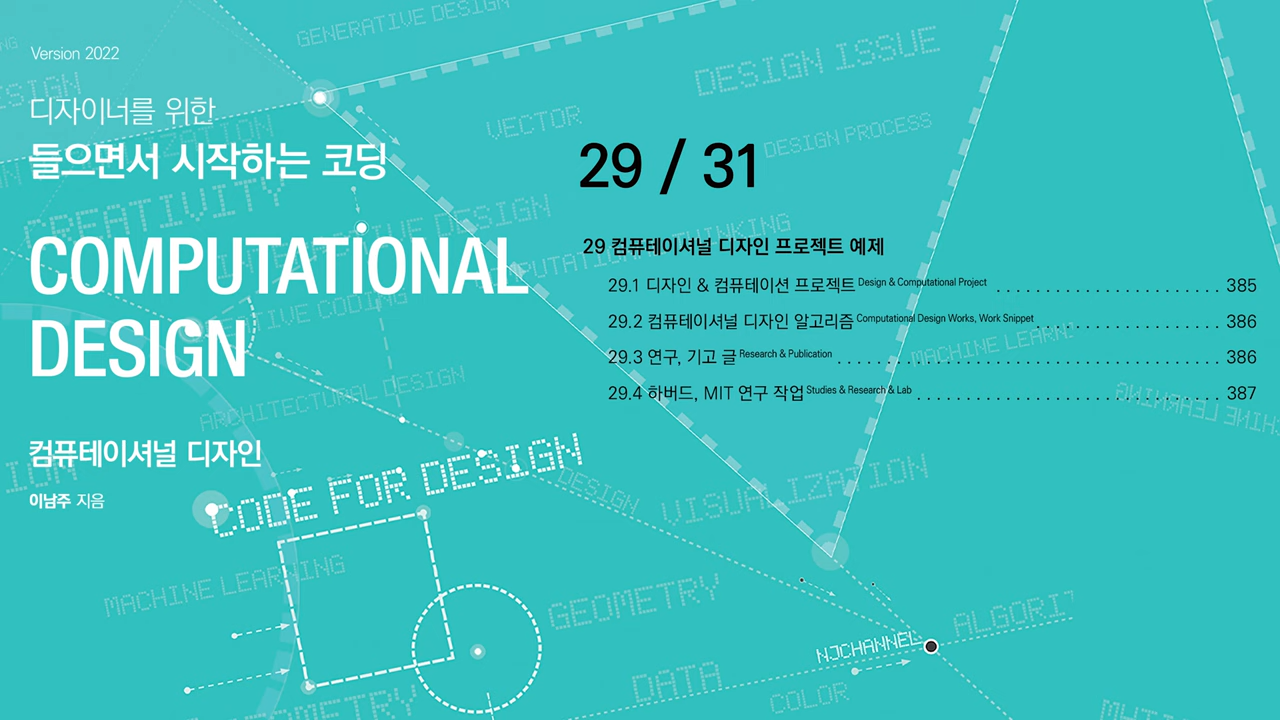 Version 2022
디자이너를 위한
들으면서 시작하는 코딩
COMPUTATIONAL
DESIGN
컴퓨테이셔널 디자인
이남주 지음
29 / 31
29 컴퓨테이셔널 디자인 프로젝트 예제
29.1 디자인 & 컴퓨테이션 프로젝트 Design & Computational Project 385
29.2 컴퓨테이셔널 디자인 알고리즘 Computational Design Works, Work Snippet 386
29.3 연구, 기고 글 Research & Publication 386
29.4 하버드, MIT 연구 작업 Studies & Research & Lab 387
GENERATIVE DESIGN
DESIGN ISSUE
VECTOR
DESIGN PROCESS
CREATIVITY
ARCHITECTURAL DESIGN
CODE FOR DESIGN
DESIGN
VISUALIZATION
MACHINE LEARNING
GEOMETRY
NJCHANNEL
DATA
COLOR
GEOMETRY
MACHINE LEARNING